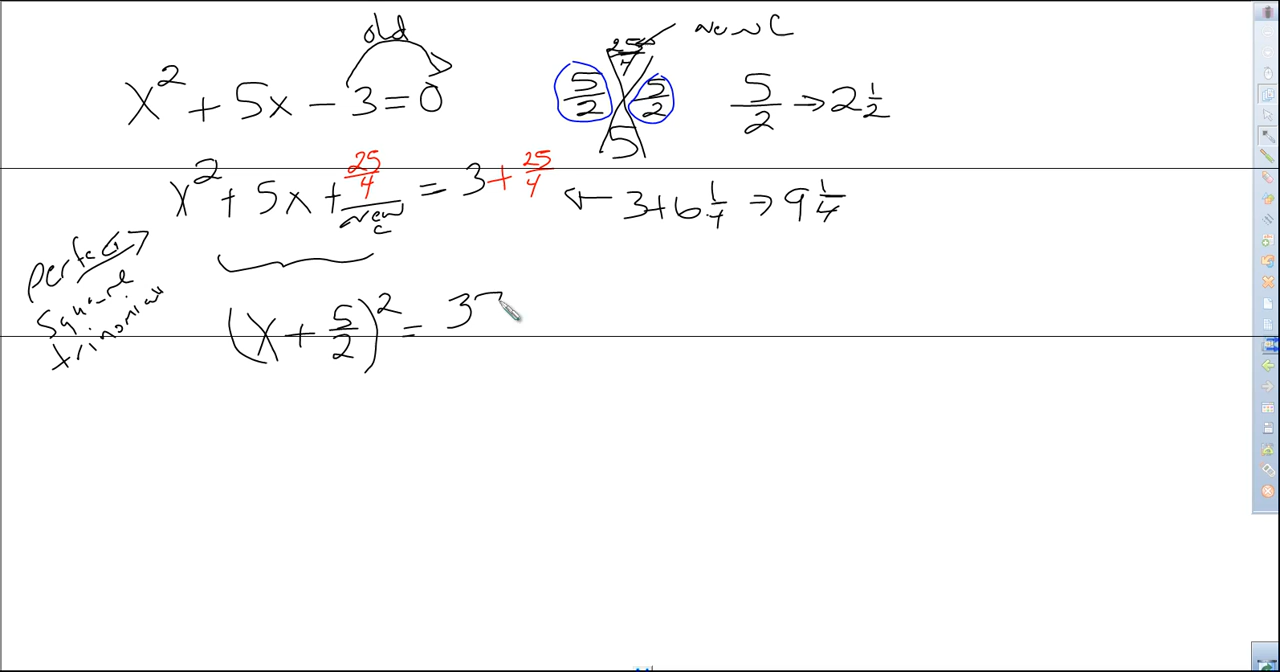 old
new C
x² + 5x - 3 = 0
25/4
5/2 5/2
5
5/2 → 2 1/2
x² + 5x + 25/4 = 3 + 25/4 ← 3 + 6 1/4 → 9 1/4
new c
perfect
square
trinomial
(x + 5/2)² = 37